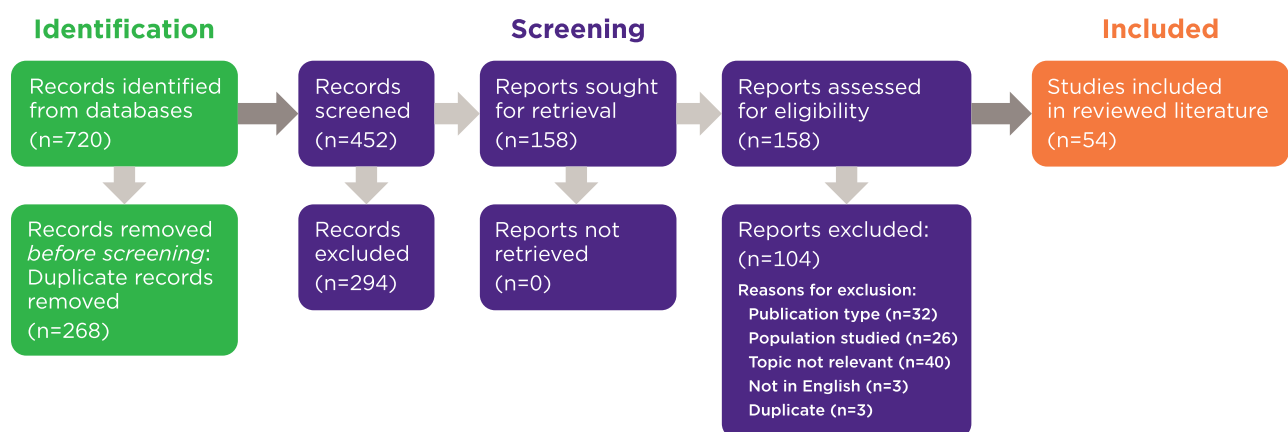 Identification
Records identified
from databases
(n=720)
Records removed
before screening:
Duplicate records
removed
(n=268)
Screening
Records
screened
(n=452)
Records
excluded
(n=294)
Reports sought
for retrieval
(n=158)
Reports not
retrieved
(n=0)
Reports assessed
for eligibility
(n=158)
Reports excluded:
(n=104)
Reasons for exclusion:
Publication type (n=32)
Population studied (n=26)
Topic not relevant (n=40)
Not in English (n=3)
Duplicate (n=3)
Included
Studies included
in reviewed literature
(n=54)